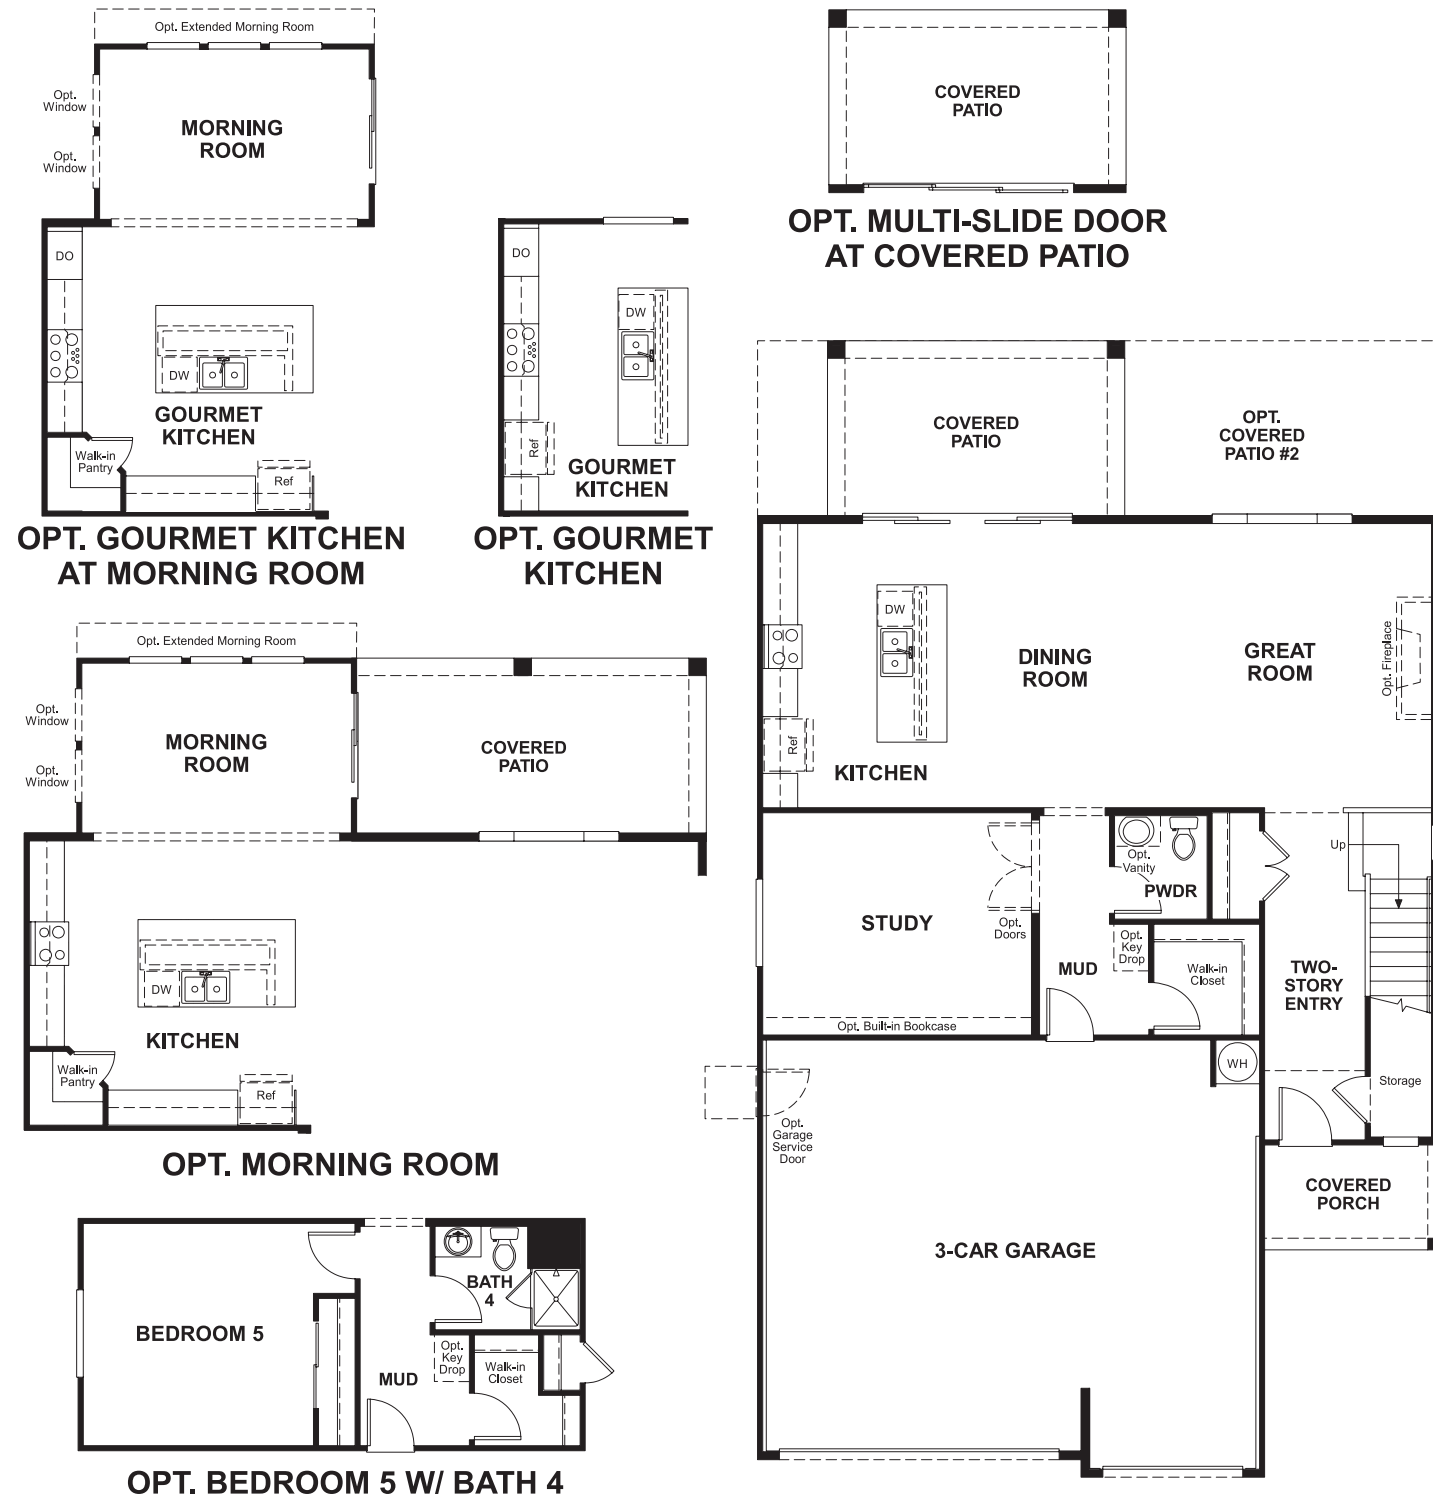 Opt. Extended Morning Room
Opt.
Window
Opt.
Window
MORNING
ROOM
DO
DW
GOURMET
KITCHEN
Walk-in
Pantry
Ref
OPT. GOURMET KITCHEN
AT MORNING ROOM
DO
DW
Ref
GOURMET
KITCHEN
OPT. GOURMET
KITCHEN
COVERED
PATIO
OPT. MULTI-SLIDE DOOR
AT COVERED PATIO
Opt. Extended Morning Room
Opt.
Window
Opt.
Window
MORNING
ROOM
COVERED
PATIO
DW
KITCHEN
Walk-in
Pantry
Ref
OPT. MORNING ROOM
BEDROOM 5
BATH
4
Opt.
Key
Drop
Walk-in
Closet
MUD
OPT. BEDROOM 5 W/ BATH 4
COVERED
PATIO
OPT.
COVERED
PATIO #2
DW
Ref
KITCHEN
DINING
ROOM
GREAT
ROOM
Opt. Fireplace
Up
Opt.
Vanity
PWDR
STUDY
Opt.
Doors
Opt.
Key
Drop
MUD
Walk-in
Closet
TWO-
STORY
ENTRY
Opt. Built-in Bookcase
WH
Storage
Opt.
Garage
Service
Door
COVERED
PORCH
3-CAR GARAGE